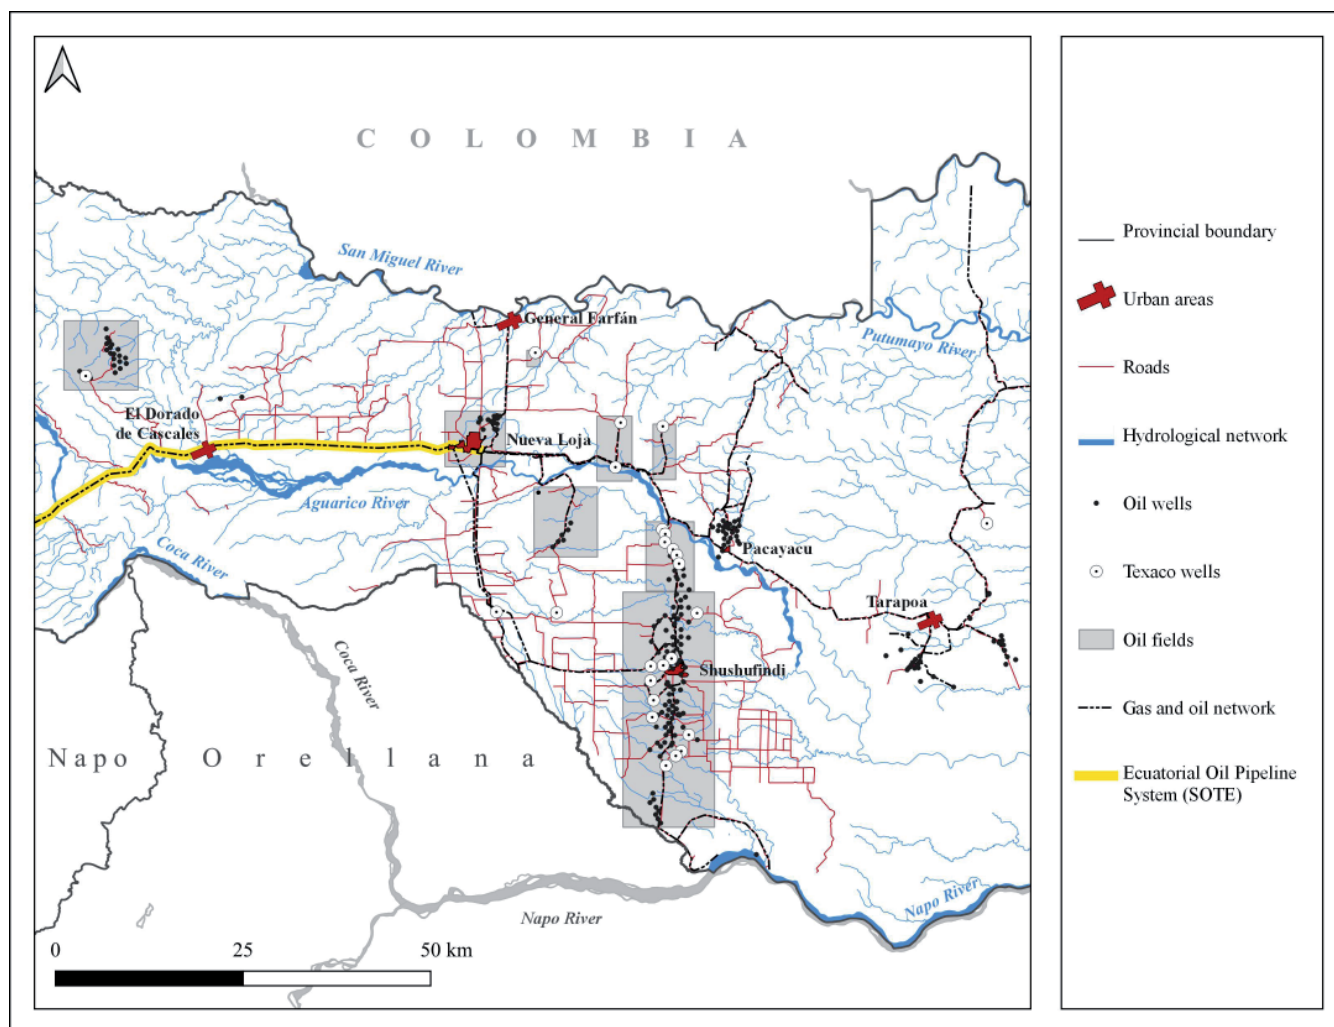 C O L O M B I A
San Miguel River
General Farfán
Putumayo River
El Dorado
de Cascales
Nueva Loja
Aguarico River
Coca River
Pacayacu
Tarapoa
Coca River
Shushufindi
Napo
Orellana
Napo River
Napo River
0 25 50 km
Provincial boundary
Urban areas
Roads
Hydrological network
Oil wells
Texaco wells
Oil fields
Gas and oil network
Ecuatorial Oil Pipeline
System (SOTE)